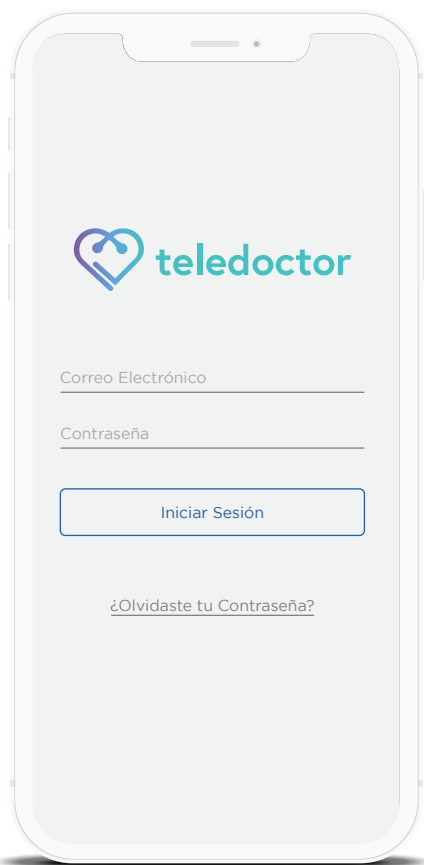 teledoctor
Correo Electrónico
Contraseña
Iniciar Sesión
¿Olvidaste tu Contraseña?